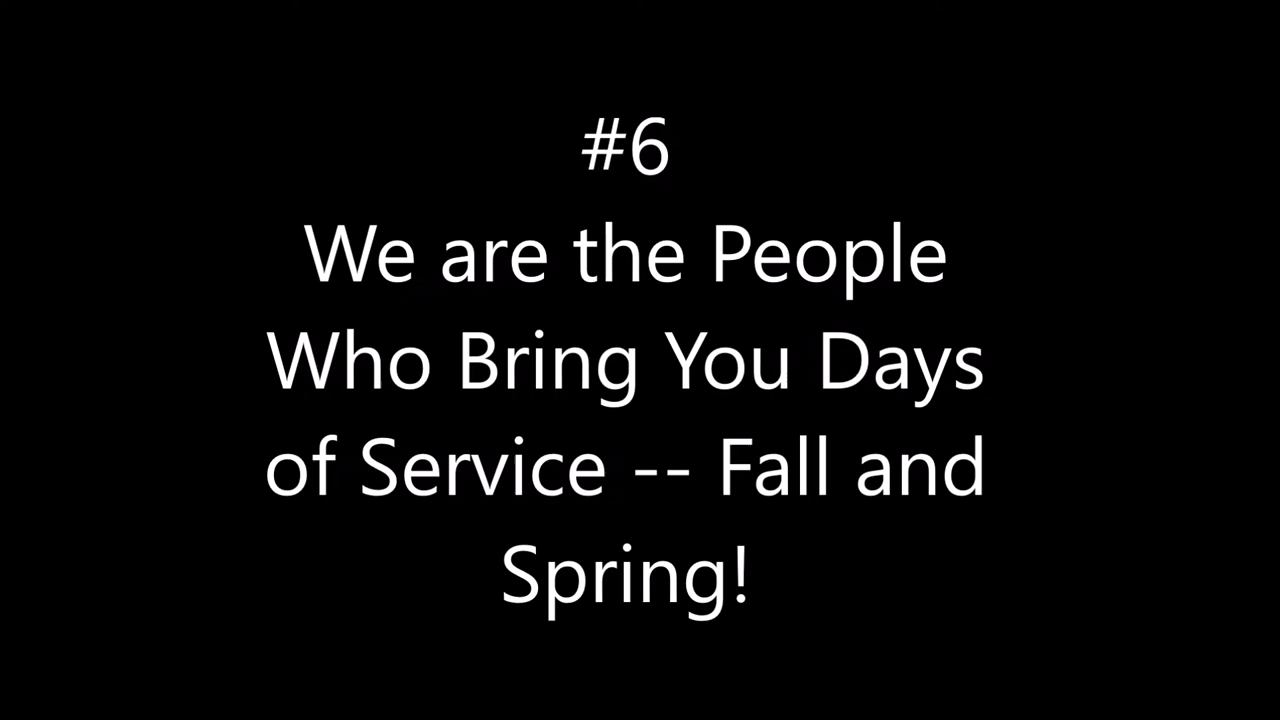 #6
We are the People
Who Bring You Days
of Service -- Fall and
Spring!